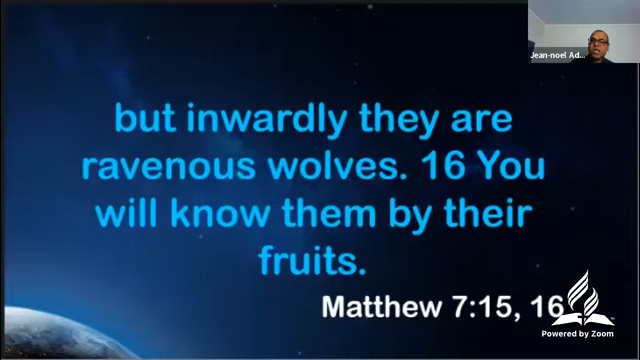 Jean-noel Ad...
but inwardly they are
ravenous wolves. 16 You
will know them by their
fruits.
Matthew 7:15, 16
Powered by Zoom